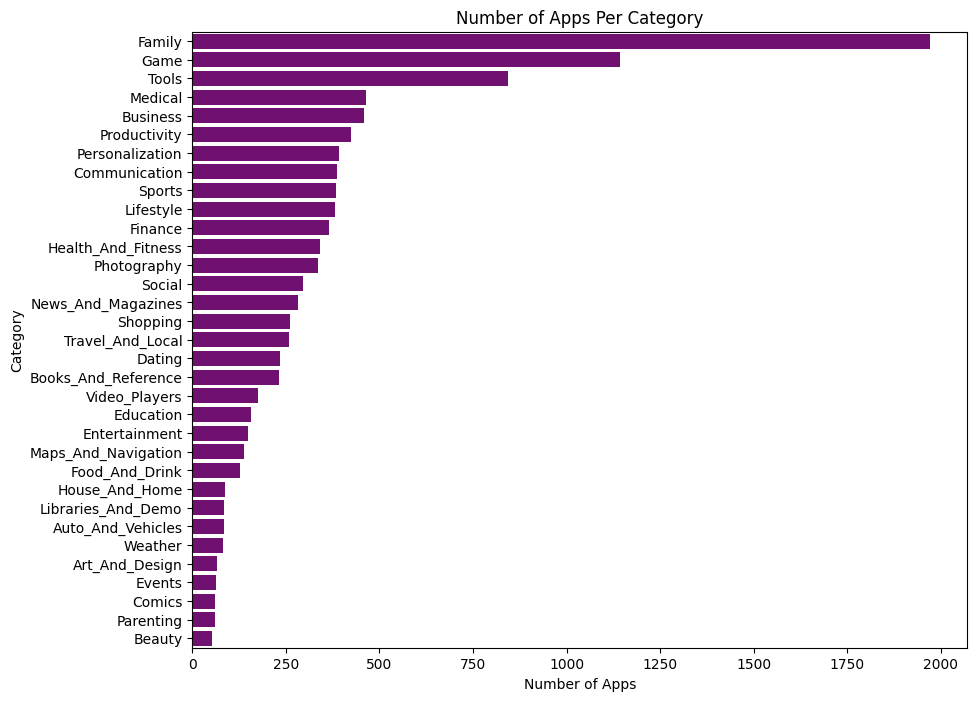 Number of Apps Per Category
Category
Family
Game
Tools
Medical
Business
Productivity
Personalization
Communication
Sports
Lifestyle
Finance
Health_And_Fitness
Photography
Social
News_And_Magazines
Shopping
Travel_And_Local
Dating
Books_And_Reference
Video_Players
Education
Entertainment
Maps_And_Navigation
Food_And_Drink
House_And_Home
Libraries_And_Demo
Auto_And_Vehicles
Weather
Art_And_Design
Events
Comics
Parenting
Beauty
0 250 500 750 1000 1250 1500 1750 2000
Number of Apps